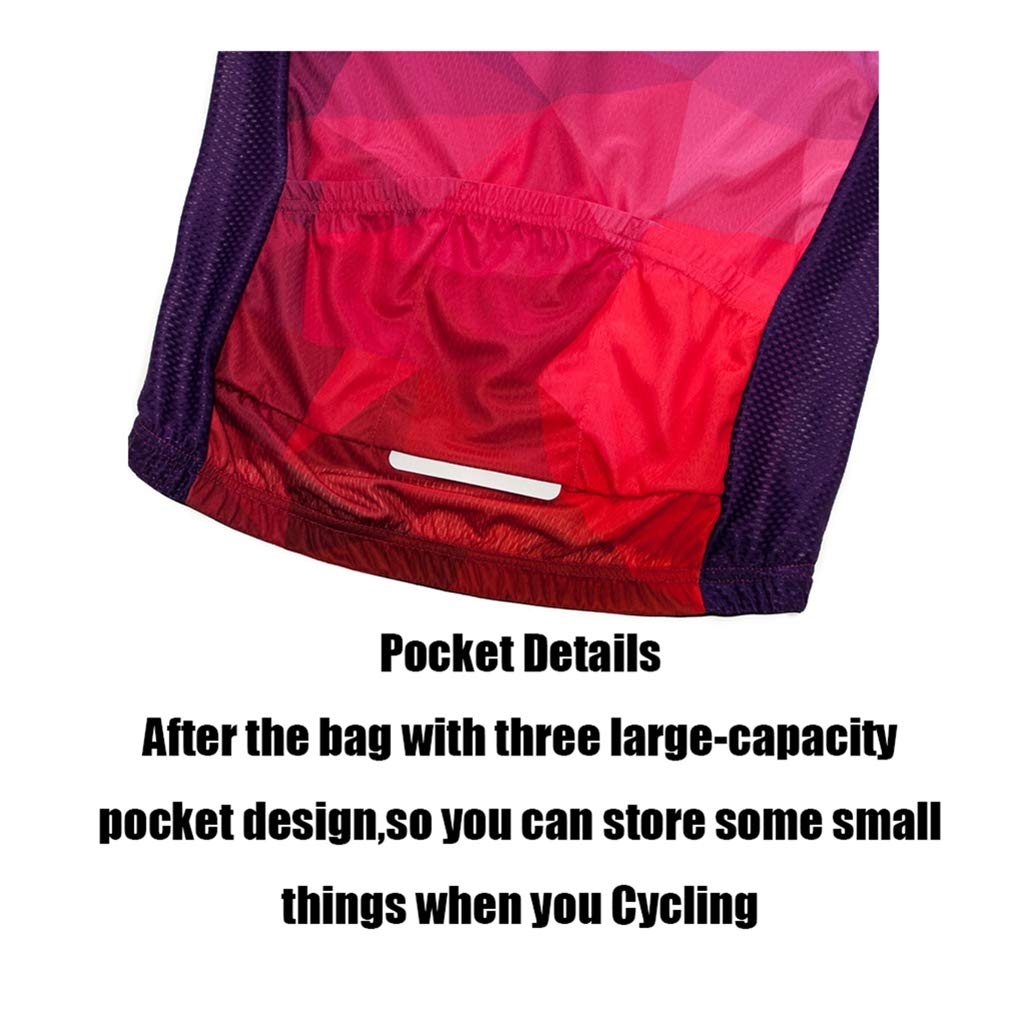 Pocket Details
After the bag with three large-capacity
pocket design,so you can store some small
things when you Cycling